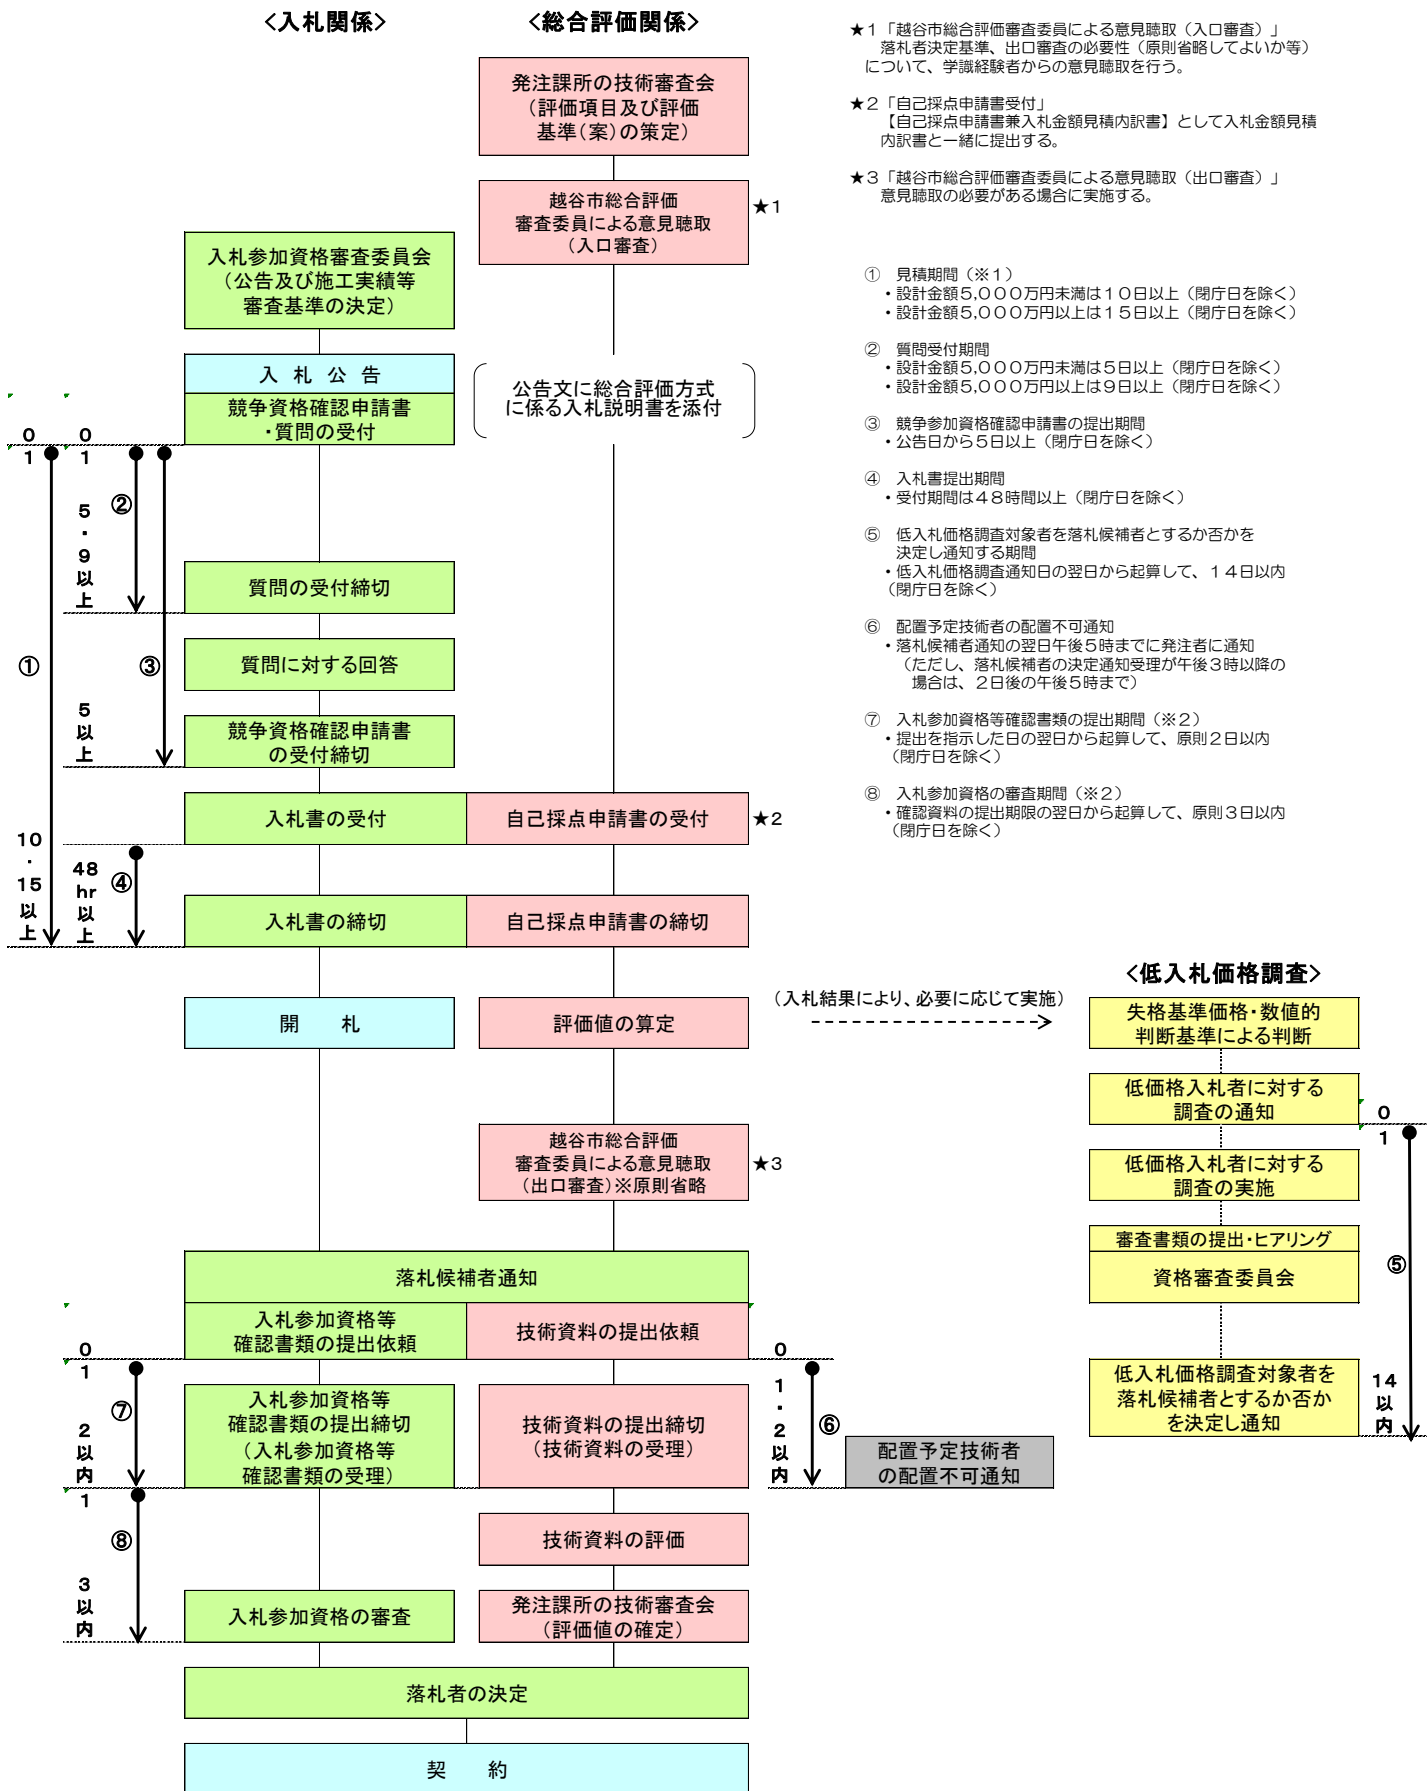 <入札関係>
<総合評価関係>
発注課所の技術審査会
(評価項目及び評価
基準(案)の策定)
越谷市総合評価
審査委員による意見聴取
(入口審査)
★1
入札参加資格審査委員会
(公告及び施工実績等
審査基準の決定)
入 札 公 告
競争資格確認申請書
・質問の受付
公告文に総合評価方式
に係る入札説明書を添付
0
1
0
1
②
5
・
9
以
上
質問の受付締切
①
③
質問に対する回答
5
以
上
競争資格確認申請書
の受付締切
入札書の受付
自己採点申請書の受付
★2
10
・
15
以
上
48
hr
以
上
④
入札書の締切
自己採点申請書の締切
開 札
評価値の算定
(入札結果により、必要に応じて実施)
越谷市総合評価
審査委員による意見聴取
(出口審査)※原則省略
★3
落札候補者通知
入札参加資格等
確認書類の提出依頼
技術資料の提出依頼
0
1
⑦
2
以
内
入札参加資格等
確認書類の提出締切
(入札参加資格等
確認書類の受理)
技術資料の提出締切
(技術資料の受理)
0
1
・
2
以
内
⑥
配置予定技術者
の配置不可通知
1
⑧
3
以
内
技術資料の評価
入札参加資格の審査
発注課所の技術審査会
(評価値の確定)
落札者の決定
契 約
★1「越谷市総合評価審査委員による意見聴取(入口審査)」
落札者決定基準、出口審査の必要性(原則省略してよいか等)
について、学識経験者からの意見聴取を行う。
★2「自己採点申請書受付」
【自己採点申請書兼入札金額見積内訳書】として入札金額見積
内訳書と一緒に提出する。
★3「越谷市総合評価審査委員による意見聴取(出口審査)」
意見聴取の必要がある場合に実施する。
① 見積期間(※1)
・設計金額5,000万円未満は10日以上(閉庁日を除く)
・設計金額5,000万円以上は15日以上(閉庁日を除く)
② 質問受付期間
・設計金額5,000万円未満は5日以上(閉庁日を除く)
・設計金額5,000万円以上は9日以上(閉庁日を除く)
③ 競争参加資格確認申請書の提出期間
・公告日から5日以上(閉庁日を除く)
④ 入札書提出期間
・受付期間は48時間以上(閉庁日を除く)
⑤ 低入札価格調査対象者を落札候補者とするか否かを
決定し通知する期間
・低入札価格調査通知日の翌日から起算して、14日以内
(閉庁日を除く)
⑥ 配置予定技術者の配置不可通知
・落札候補者通知の翌日午後5時までに発注者に通知
(ただし、落札候補者の決定通知受理が午後3時以降の
場合は、2日後の午後5時まで)
⑦ 入札参加資格等確認書類の提出期間(※2)
・提出を指示した日の翌日から起算して、原則2日以内
(閉庁日を除く)
⑧ 入札参加資格の審査期間(※2)
・確認資料の提出期限の翌日から起算して、原則3日以内
(閉庁日を除く)
<低入札価格調査>
失格基準価格・数値的
判断基準による判断
低価格入札者に対する
調査の通知
0
1
低価格入札者に対する
調査の実施
審査書類の提出・ヒアリング
資格審査委員会
⑤
低入札価格調査対象者を
落札候補者とするか否か
を決定し通知
14
以
内